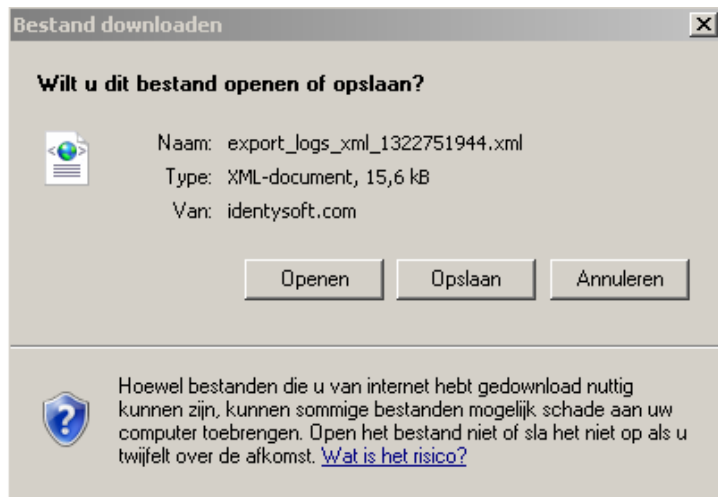 Bestand downloaden
Wilt u dit bestand openen of opslaan?
Naam: export_logs_xml_1322751944.xml
Type: XML-document, 15,6 kB
Van: identysoft.com
Openen Opslaan Annuleren
Hoewel bestanden die u van internet hebt gedownload nuttig
kunnen zijn, kunnen sommige bestanden mogelijk schade aan uw
computer toebrengen. Open het bestand niet of sla het niet op als u
twijfelt over de afkomst. Wat is het risico?